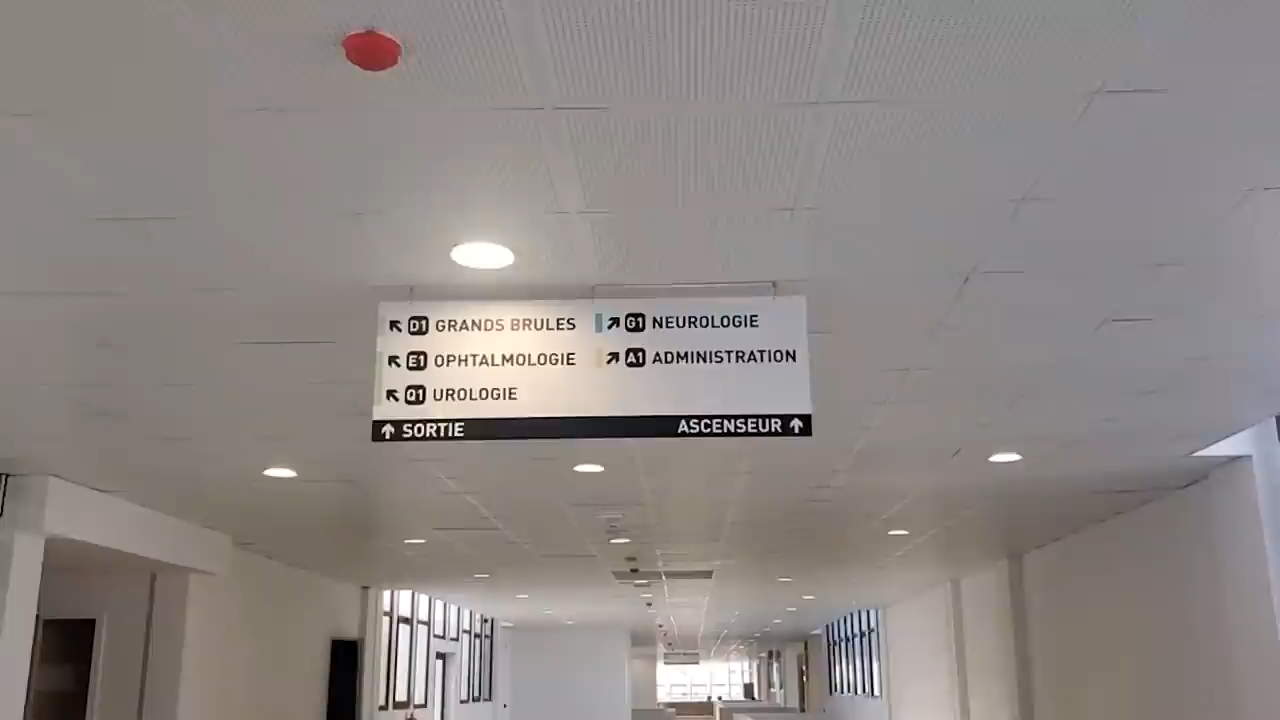 D1 GRANDS BRULES
E1 OPHTALMOLOGIE
Q1 UROLOGIE
G1 NEUROLOGIE
A1 ADMINISTRATION
SORTIE
ASCENSEUR